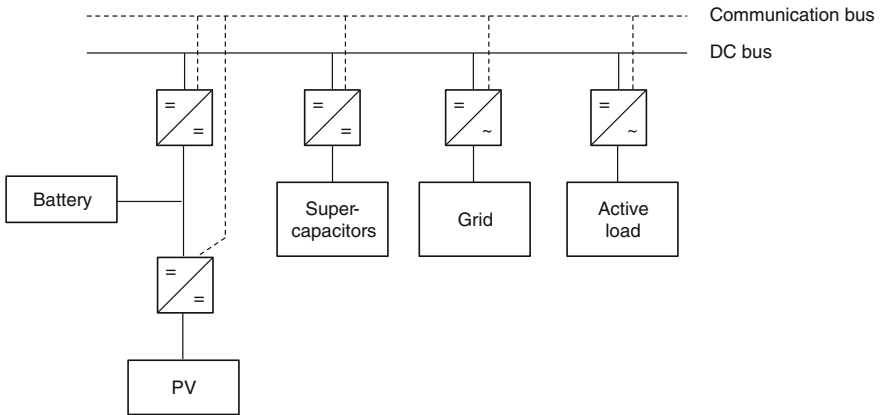 Communication bus
DC bus
=
=
=
=
=
~
=
~
Battery
Super-
capacitors
Grid
Active
load
=
=
PV